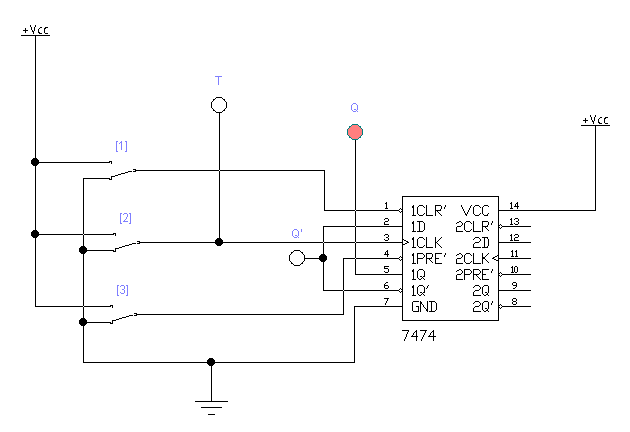 +Vcc
T
Q
+Vcc
[1]
[2]
Q'
[3]
1 1CLR' VCC 14
2 1D 2CLR' 13
3 1CLK 2D 12
4 1PRE' 2CLK 11
5 1Q 2PRE' 10
6 1Q' 2Q 9
7 GND 2Q' 8
7474